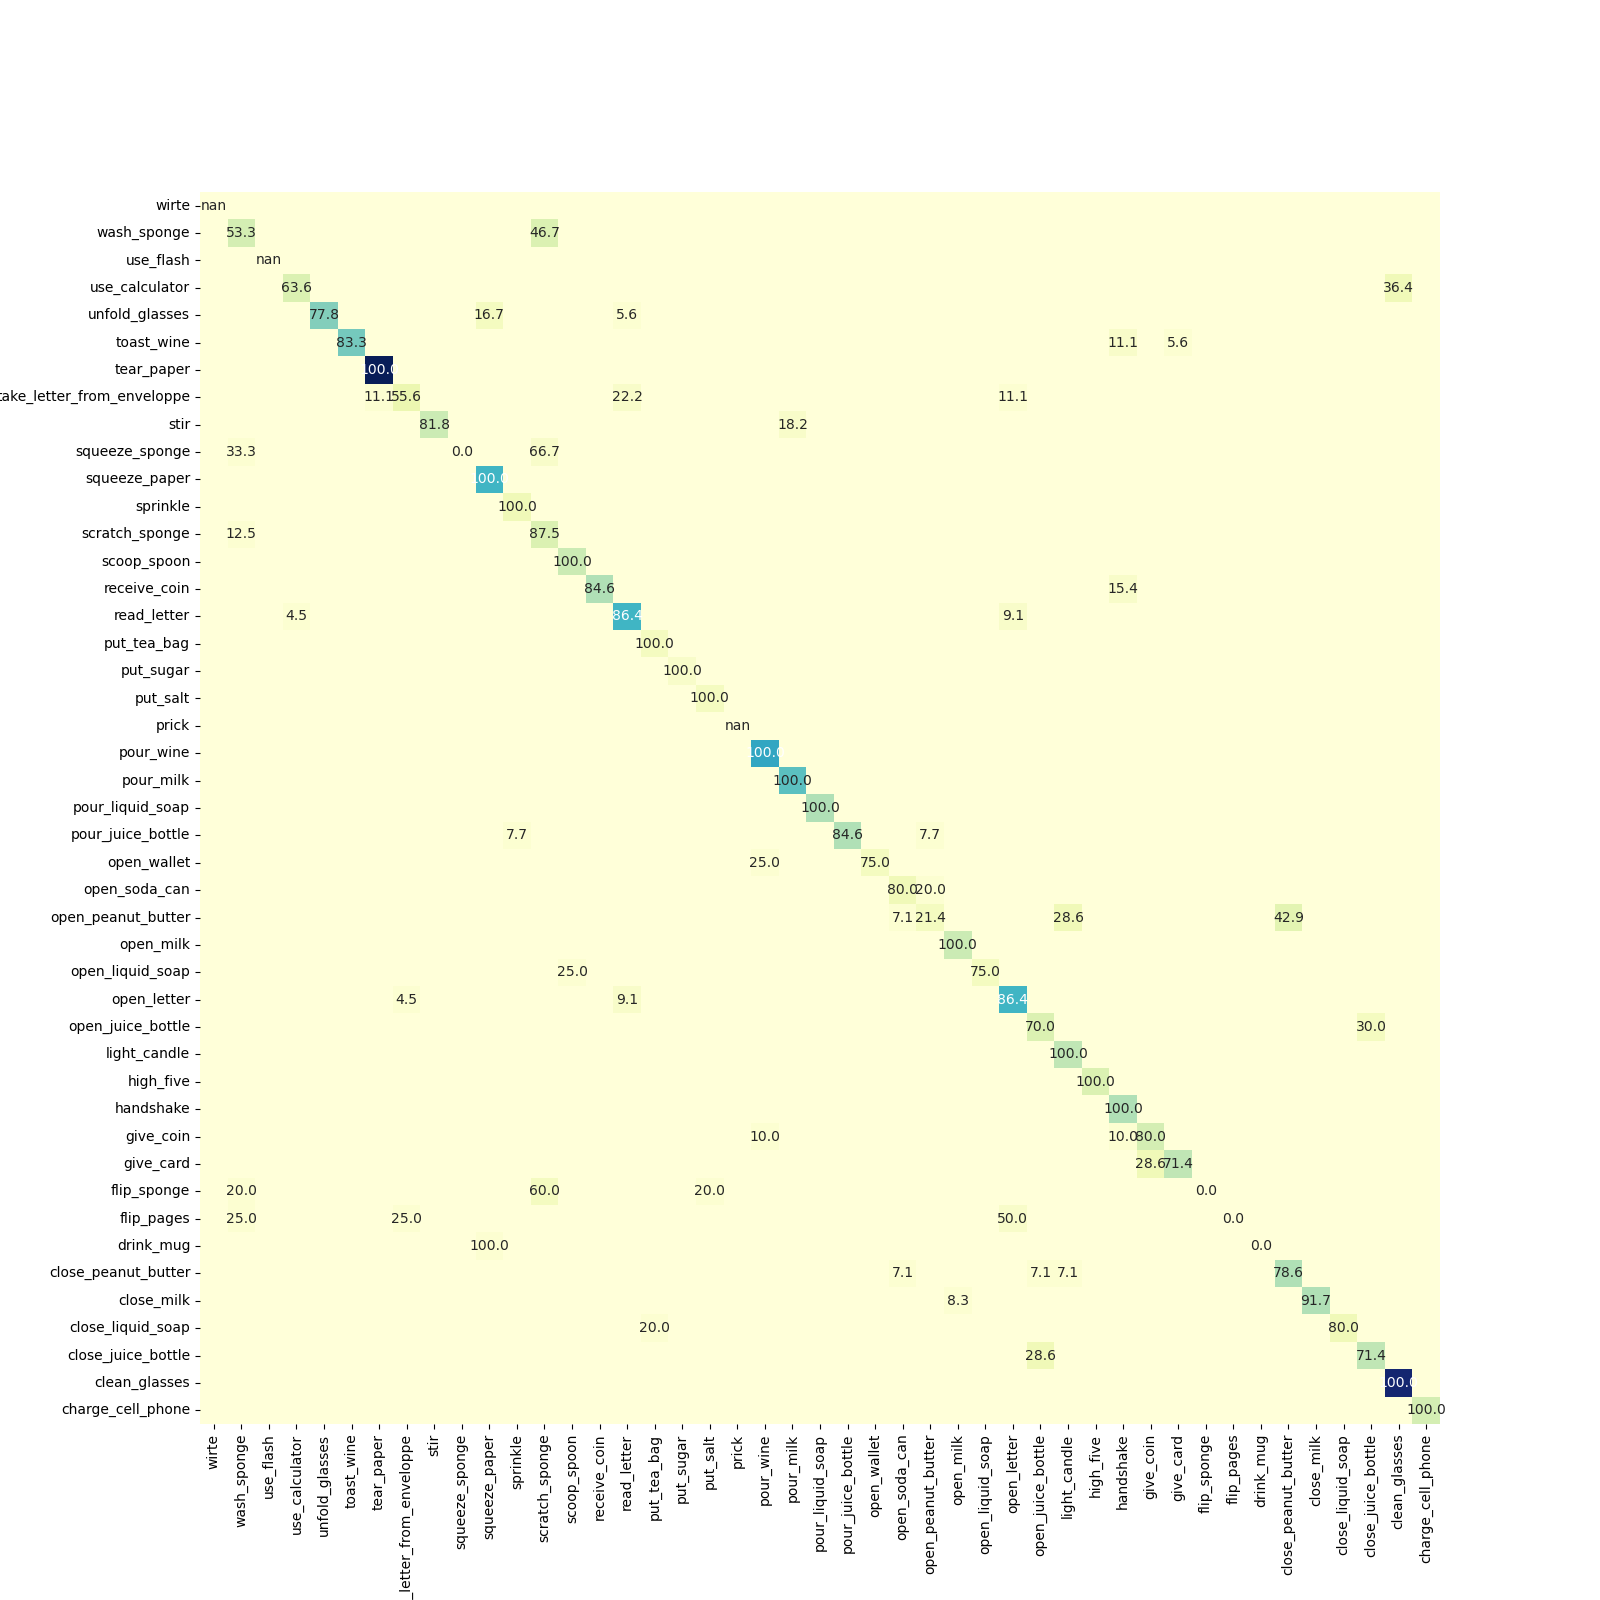 wirte nan
wash_sponge 53.3 46.7
use_flash nan
use_calculator 63.6 36.4
unfold_glasses 77.8 16.7 5.6
toast_wine 83.3 11.1 5.6
tear_paper 100.0
take_letter_from_enveloppe 11.1 55.6 22.2 11.1
stir 81.8 18.2
squeeze_sponge 33.3 0.0 66.7
squeeze_paper 100.0
sprinkle 100.0
scratch_sponge 12.5 87.5
scoop_spoon 100.0
receive_coin 84.6 15.4
read_letter 4.5 86.4 9.1
put_tea_bag 100.0
put_sugar 100.0
put_salt 100.0
prick nan
pour_wine 100.0
pour_milk 100.0
pour_liquid_soap 100.0
pour_juice_bottle 7.7 84.6 7.7
open_wallet 25.0 75.0
open_soda_can 80.0 20.0
open_peanut_butter 7.1 21.4 28.6 42.9
open_milk 100.0
open_liquid_soap 25.0 75.0
open_letter 4.5 9.1 86.4
open_juice_bottle 70.0 30.0
light_candle 100.0
high_five 100.0
handshake 100.0
give_coin 10.0 10.0 80.0
give_card 28.6 71.4
flip_sponge 20.0 60.0 20.0 0.0
flip_pages 25.0 25.0 50.0 0.0
drink_mug 100.0 0.0
close_peanut_butter 7.1 7.1 7.1 78.6
close_milk 8.3 91.7
close_liquid_soap 20.0 80.0
close_juice_bottle 28.6 71.4
clean_glasses 100.0
charge_cell_phone 100.0
wirte
wash_sponge
use_flash
use_calculator
unfold_glasses
toast_wine
tear_paper
_letter_from_enveloppe
stir
squeeze_sponge
squeeze_paper
sprinkle
scratch_sponge
scoop_spoon
receive_coin
read_letter
put_tea_bag
put_sugar
put_salt
prick
pour_wine
pour_milk
pour_liquid_soap
pour_juice_bottle
open_wallet
open_soda_can
open_peanut_butter
open_milk
open_liquid_soap
open_letter
open_juice_bottle
light_candle
high_five
handshake
give_coin
give_card
flip_sponge
flip_pages
drink_mug
close_peanut_butter
close_milk
close_liquid_soap
close_juice_bottle
clean_glasses
charge_cell_phone